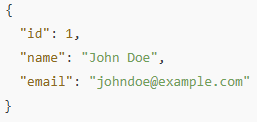 {
  "id": 1,
  "name": "John Doe",
  "email": "johndoe@example.com"
}